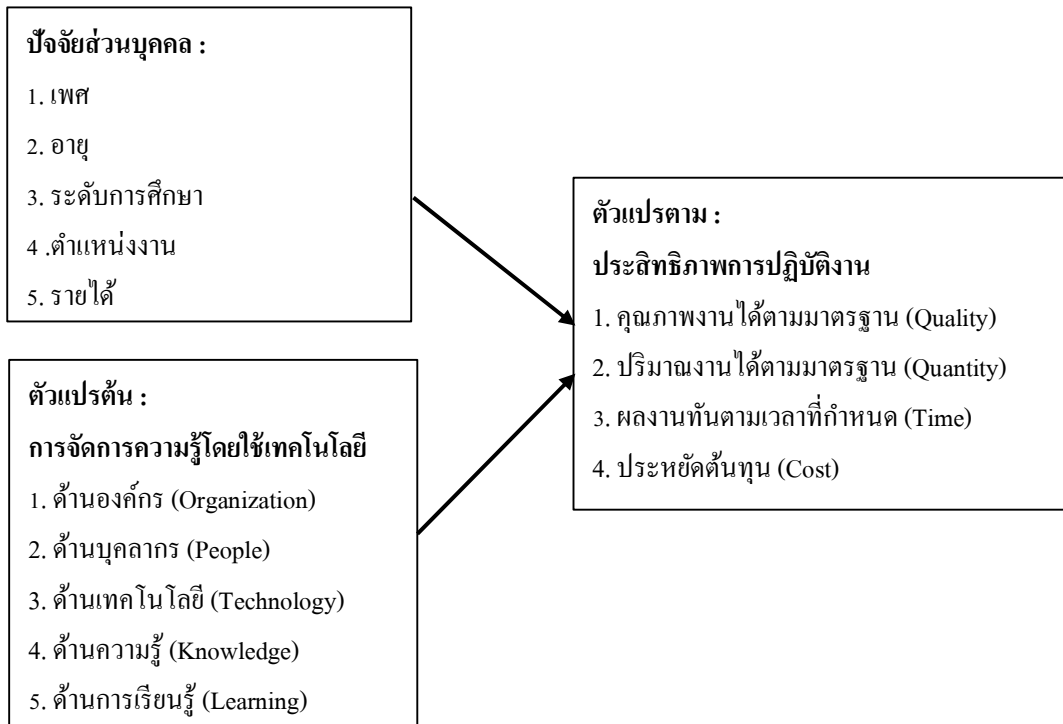 ปัจจัยส่วนบุคคล :
1. เพศ
2. อายุ
3. ระดับการศึกษา
4 .ตำแหน่งงาน
5. รายได้
ตัวแปรต้น :
การจัดการความรู้โดยใช้เทคโนโลยี
1. ด้านองค์กร (Organization)
2. ด้านบุคลากร (People)
3. ด้านเทคโนโลยี (Technology)
4. ด้านความรู้ (Knowledge)
5. ด้านการเรียนรู้ (Learning)
ตัวแปรตาม :
ประสิทธิภาพการปฏิบัติงาน
1. คุณภาพงานได้ตามมาตรฐาน (Quality)
2. ปริมาณงานได้ตามมาตรฐาน (Quantity)
3. ผลงานทันตามเวลาที่กำหนด (Time)
4. ประหยัดต้นทุน (Cost)